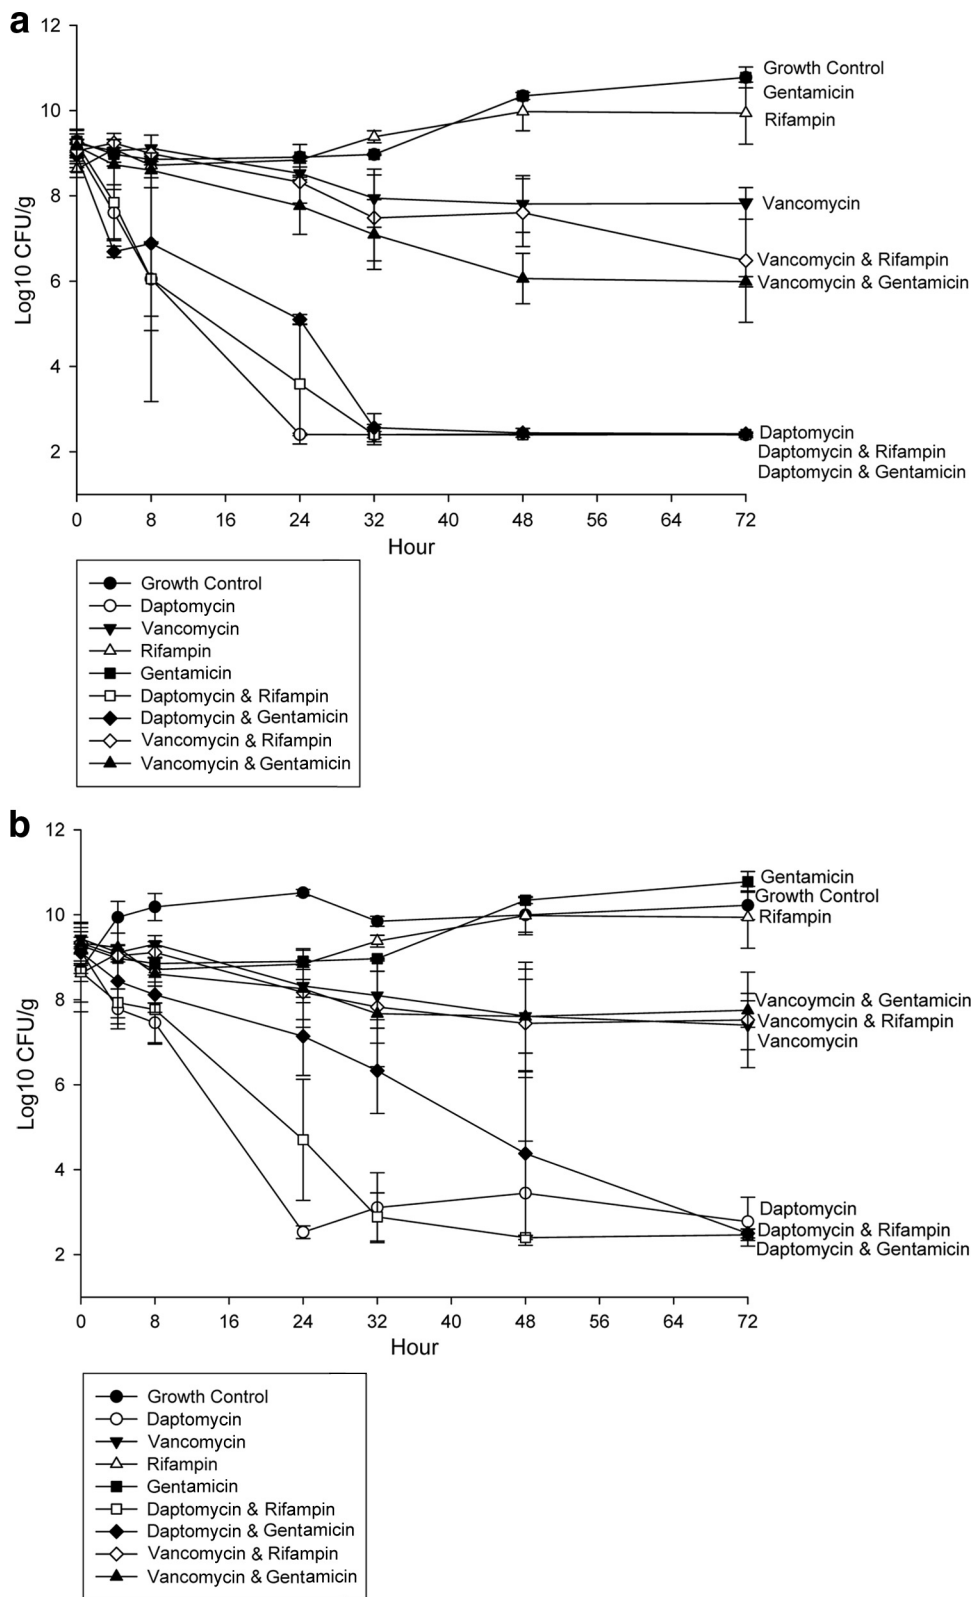 a
12
10
8
6
4
2
Log10 CFU/g
0 8 16 24 32 40 48 56 64 72
Hour
Growth Control
Gentamicin
Rifampin
Vancomycin
Vancomycin & Rifampin
Vancomycin & Gentamicin
Daptomycin
Daptomycin & Rifampin
Daptomycin & Gentamicin
Growth Control
Daptomycin
Vancomycin
Rifampin
Gentamicin
Daptomycin & Rifampin
Daptomycin & Gentamicin
Vancomycin & Rifampin
Vancomycin & Gentamicin
b
12
10
8
6
4
2
Log10 CFU/g
0 8 16 24 32 40 48 56 64 72
Hour
Gentamicin
Growth Control
Rifampin
Vancoymcin & Gentamicin
Vancomycin & Rifampin
Vancomycin
Daptomycin
Daptomycin & Rifampin
Daptomycin & Gentamicin
Growth Control
Daptomycin
Vancomycin
Rifampin
Gentamicin
Daptomycin & Rifampin
Daptomycin & Gentamicin
Vancomycin & Rifampin
Vancomycin & Gentamicin